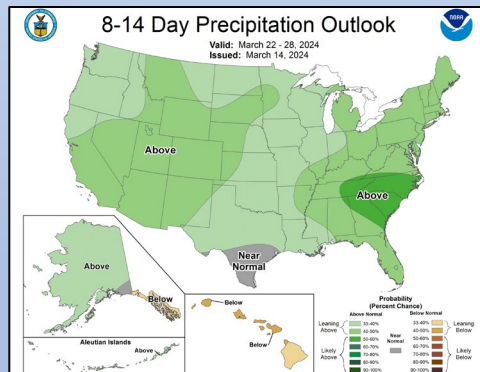 8-14 Day Precipitation Outlook
Valid: March 22 - 28, 2024
Issued: March 14, 2024
NOAA
Above
Above
Near
Normal
Above
Below
Aleutian Islands
Above
Below
Below
Probability
(Percent Chance)
Above Normal
Below Normal
Leaning
Above
Likely
Above
33-40%
40-50%
50-60%
60-70%
70-80%
80-90%
90-100%
Near
Normal
33-40%
40-50%
50-60%
60-70%
70-80%
80-90%
90-100%
Leaning
Below
Likely
Below